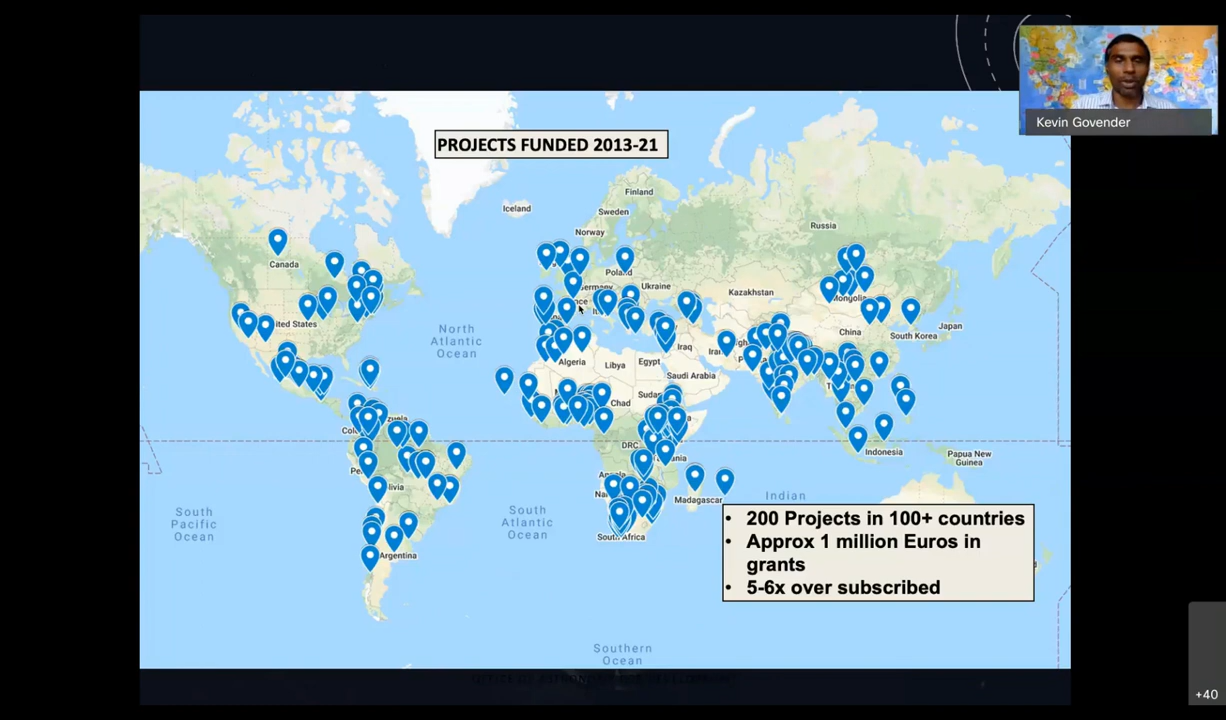 Kevin Govender
PROJECTS FUNDED 2013-21
Finland
Iceland
Sweden
Norway
Russia
Canada
Poland
Germany
Ukraine
Kazakhstan
Mongolia
ited States
North
Atlantic
Ocean
China
Japan
South Korea
Iraq
Iran
Algeria
Libya
Egypt
Saudi Arabia
Chad
Sudan
DRC
Indonesia
Papua New
Guinea
Madagascar
Indian
South
Pacific
Ocean
South
Atlantic
Ocean
South Africa
Argentina
• 200 Projects in 100+ countries
• Approx 1 million Euros in
grants
• 5-6x over subscribed
Southern
Ocean
+40